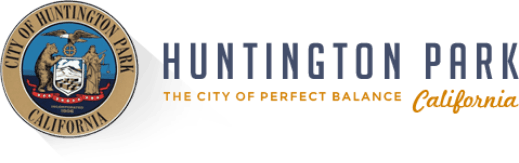 CITY OF HUNTINGTON PARK
CALIFORNIA
HUNTINGTON PARK
THE CITY OF PERFECT BALANCE California